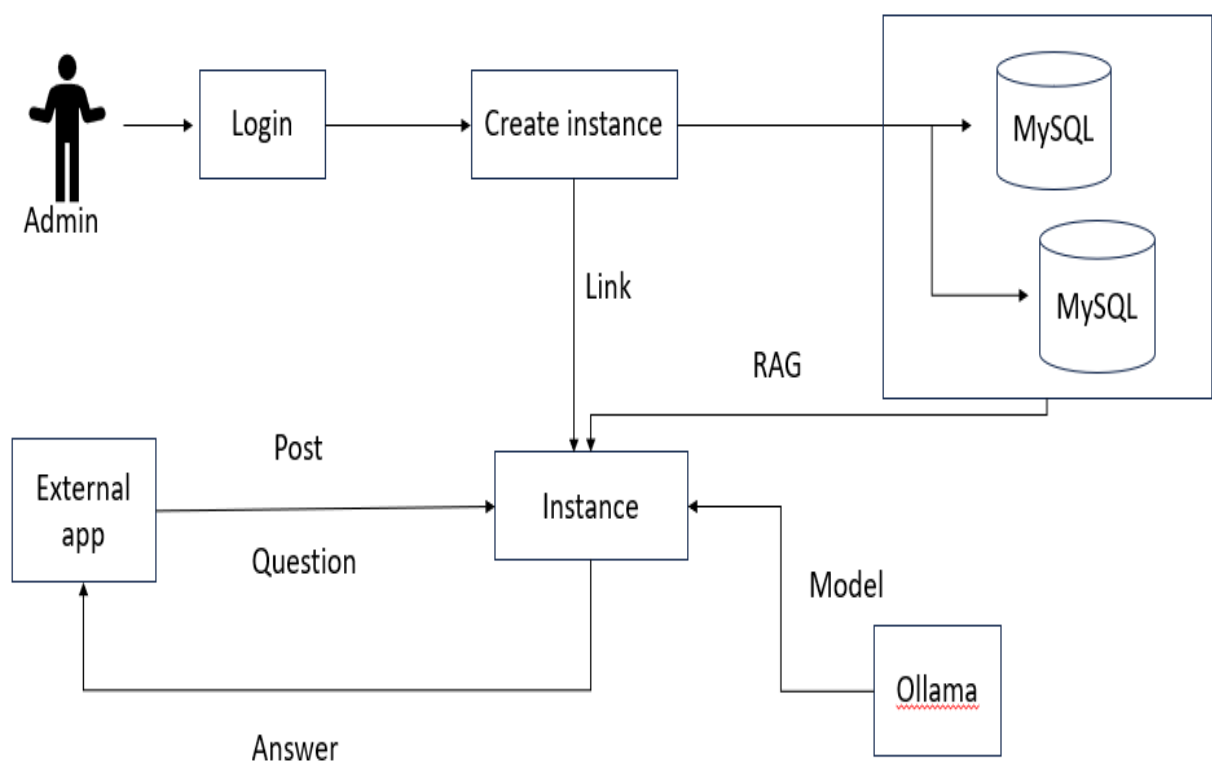 Admin
Login
Create instance
MySQL
MySQL
Link
RAG
Post
External
app
Question
Instance
Model
Ollama
Answer